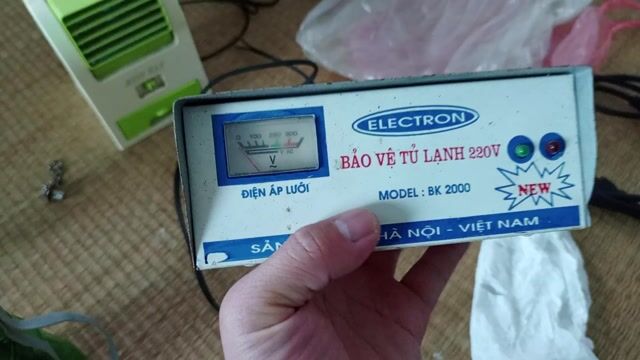 ELECTRON
0 100 200 300
V
BẢO VỆ TỦ LẠNH 220V
ĐIỆN ÁP LƯỚI
MODEL : BK 2000
NEW
SẢN HÀ NỘI - VIỆT NAM